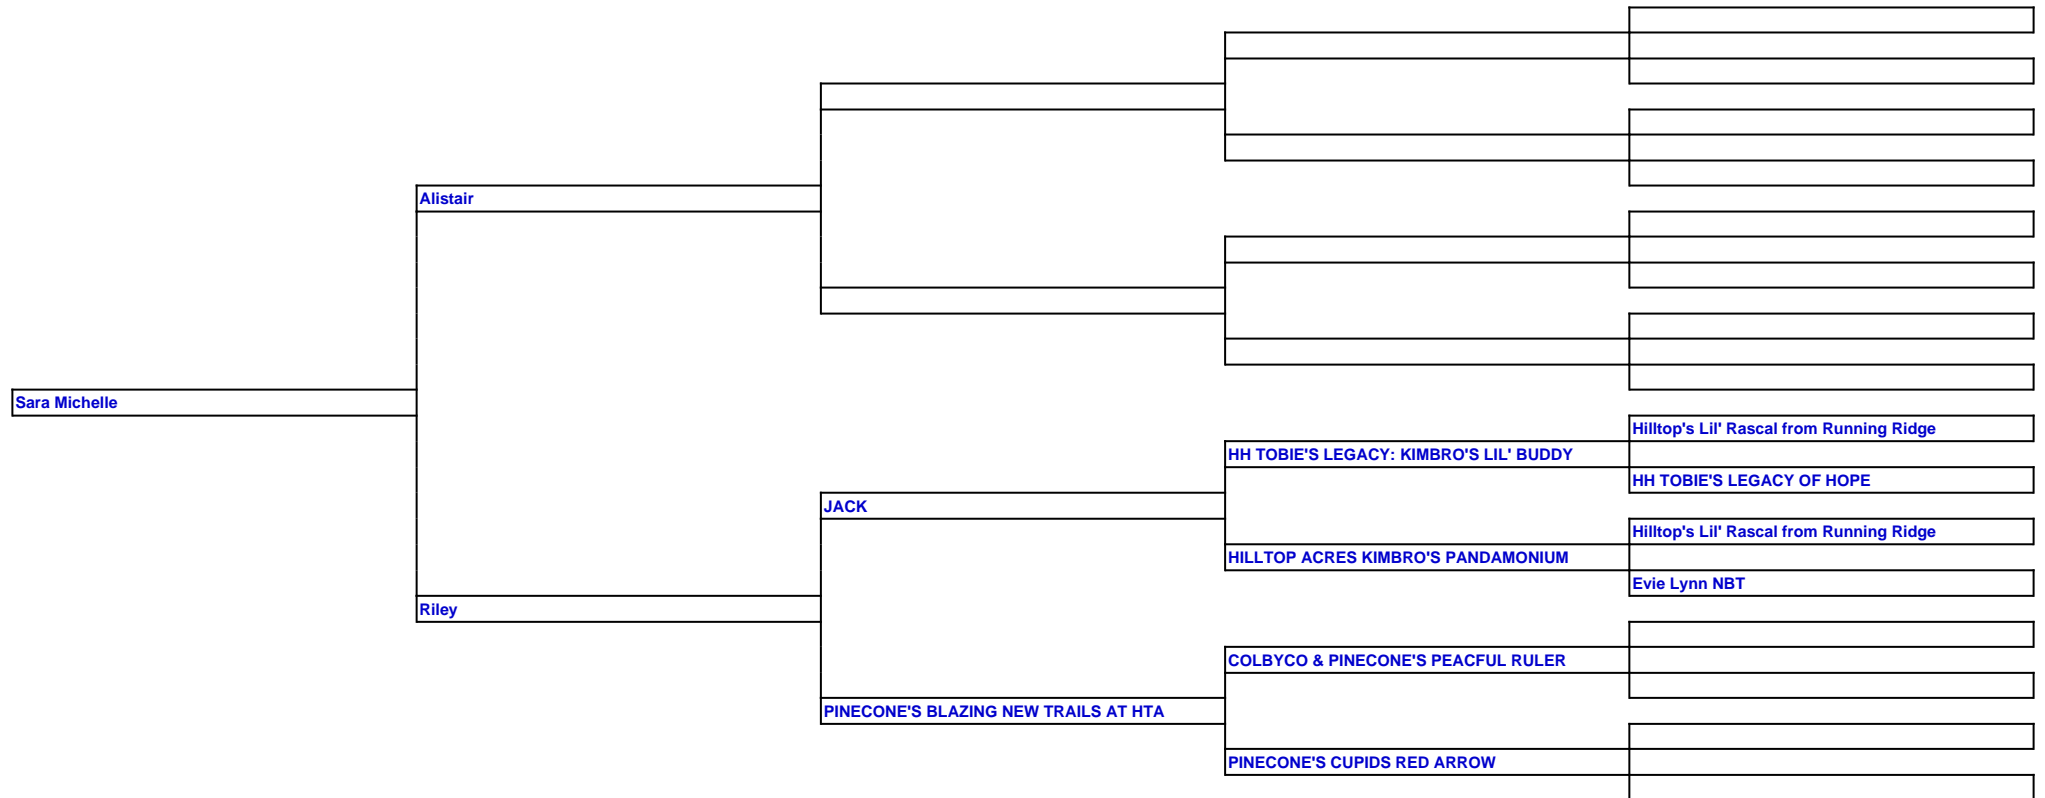 Alistair
Sara Michelle
Hilltop's Lil' Rascal from Running Ridge
HH TOBIE'S LEGACY: KIMBRO'S LIL' BUDDY
HH TOBIE'S LEGACY OF HOPE
JACK
Hilltop's Lil' Rascal from Running Ridge
HILLTOP ACRES KIMBRO'S PANDAMONIUM
Evie Lynn NBT
Riley
COLBYCO & PINECONE'S PEACFUL RULER
PINECONE'S BLAZING NEW TRAILS AT HTA
PINECONE'S CUPIDS RED ARROW